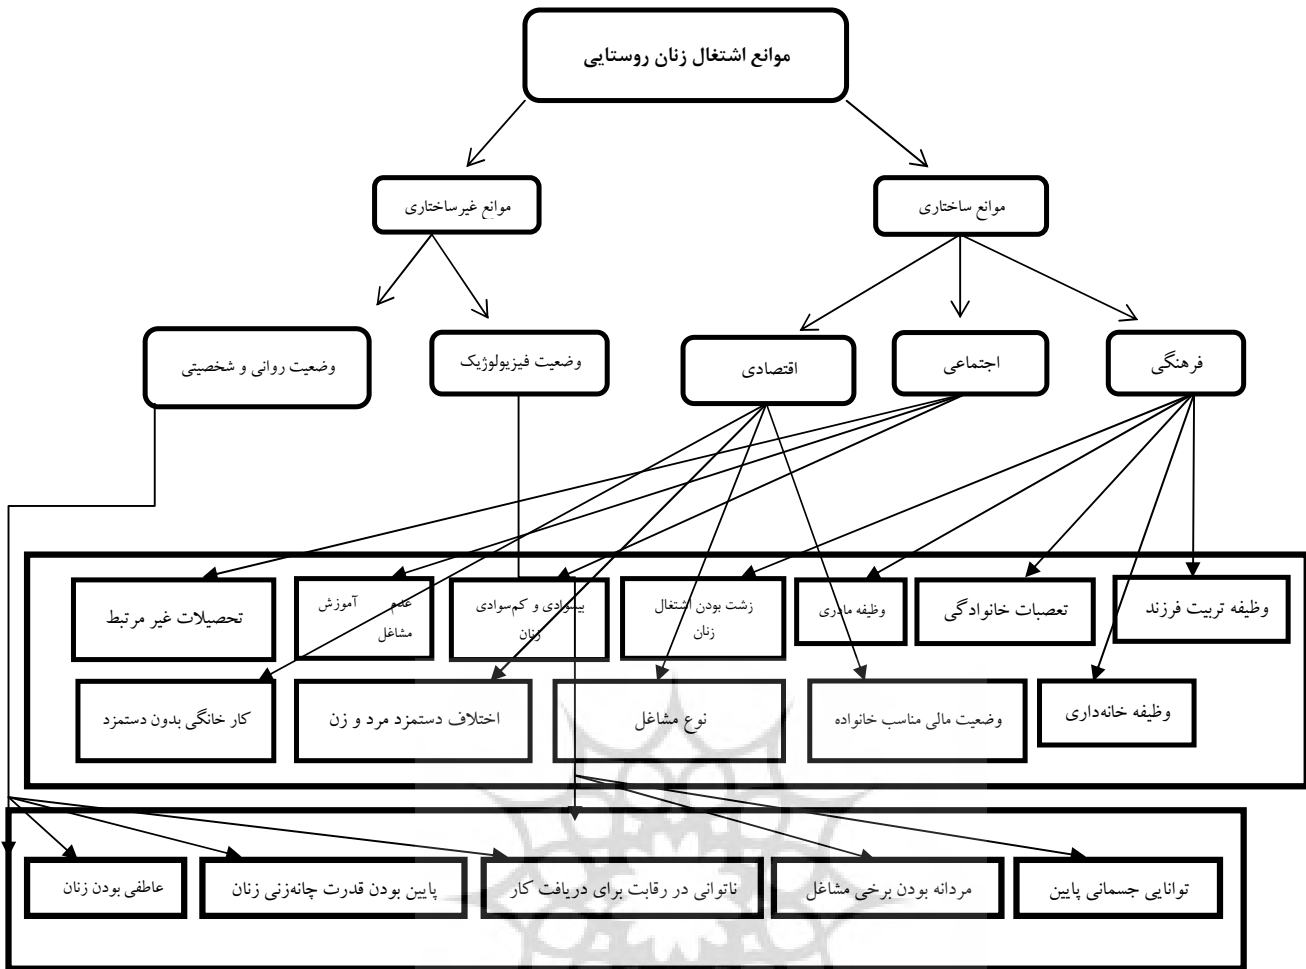 موانع اشتغال زنان روستایی
موانع ساختاری
موانع غیرساختاری
فرهنگی
اجتماعی
اقتصادی
وضعیت فیزیولوژیک
وضعیت روانی و شخصیتی
وظیفه تربیت فرزند
تعصبات خانوادگی
وظیفه مادری
زشت بودن اشتغال
زنان
بیسوادی و کم‌سوادی
زنان
عدم آموزش
مشاغل
تحصیلات غیر مرتبط
وظیفه خانه‌داری
وضعیت مالی مناسب خانواده
نوع مشاغل
اختلاف دستمزد مرد و زن
کار خانگی بدون دستمزد
توانایی جسمانی پایین
مردانه بودن برخی مشاغل
ناتوانی در رقابت برای دریافت کار
پایین بودن قدرت چانه‌زنی زنان
عاطفی بودن زنان